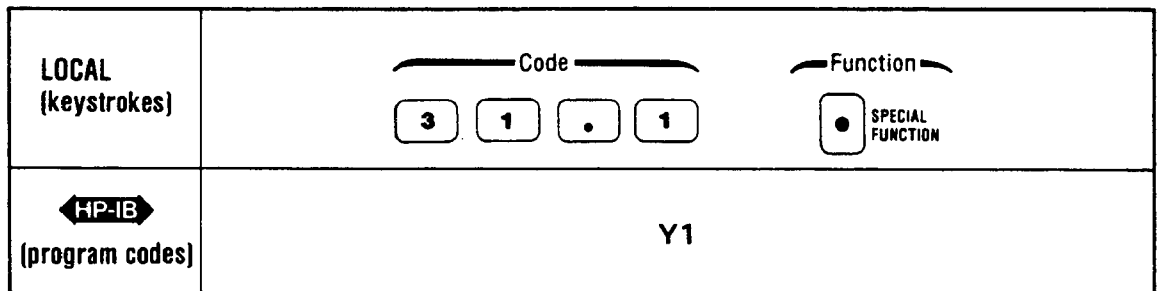 LOCAL
(keystrokes)
Code
Function
3 1 . 1
SPECIAL
FUNCTION
HP-IB
(program codes)
Y1